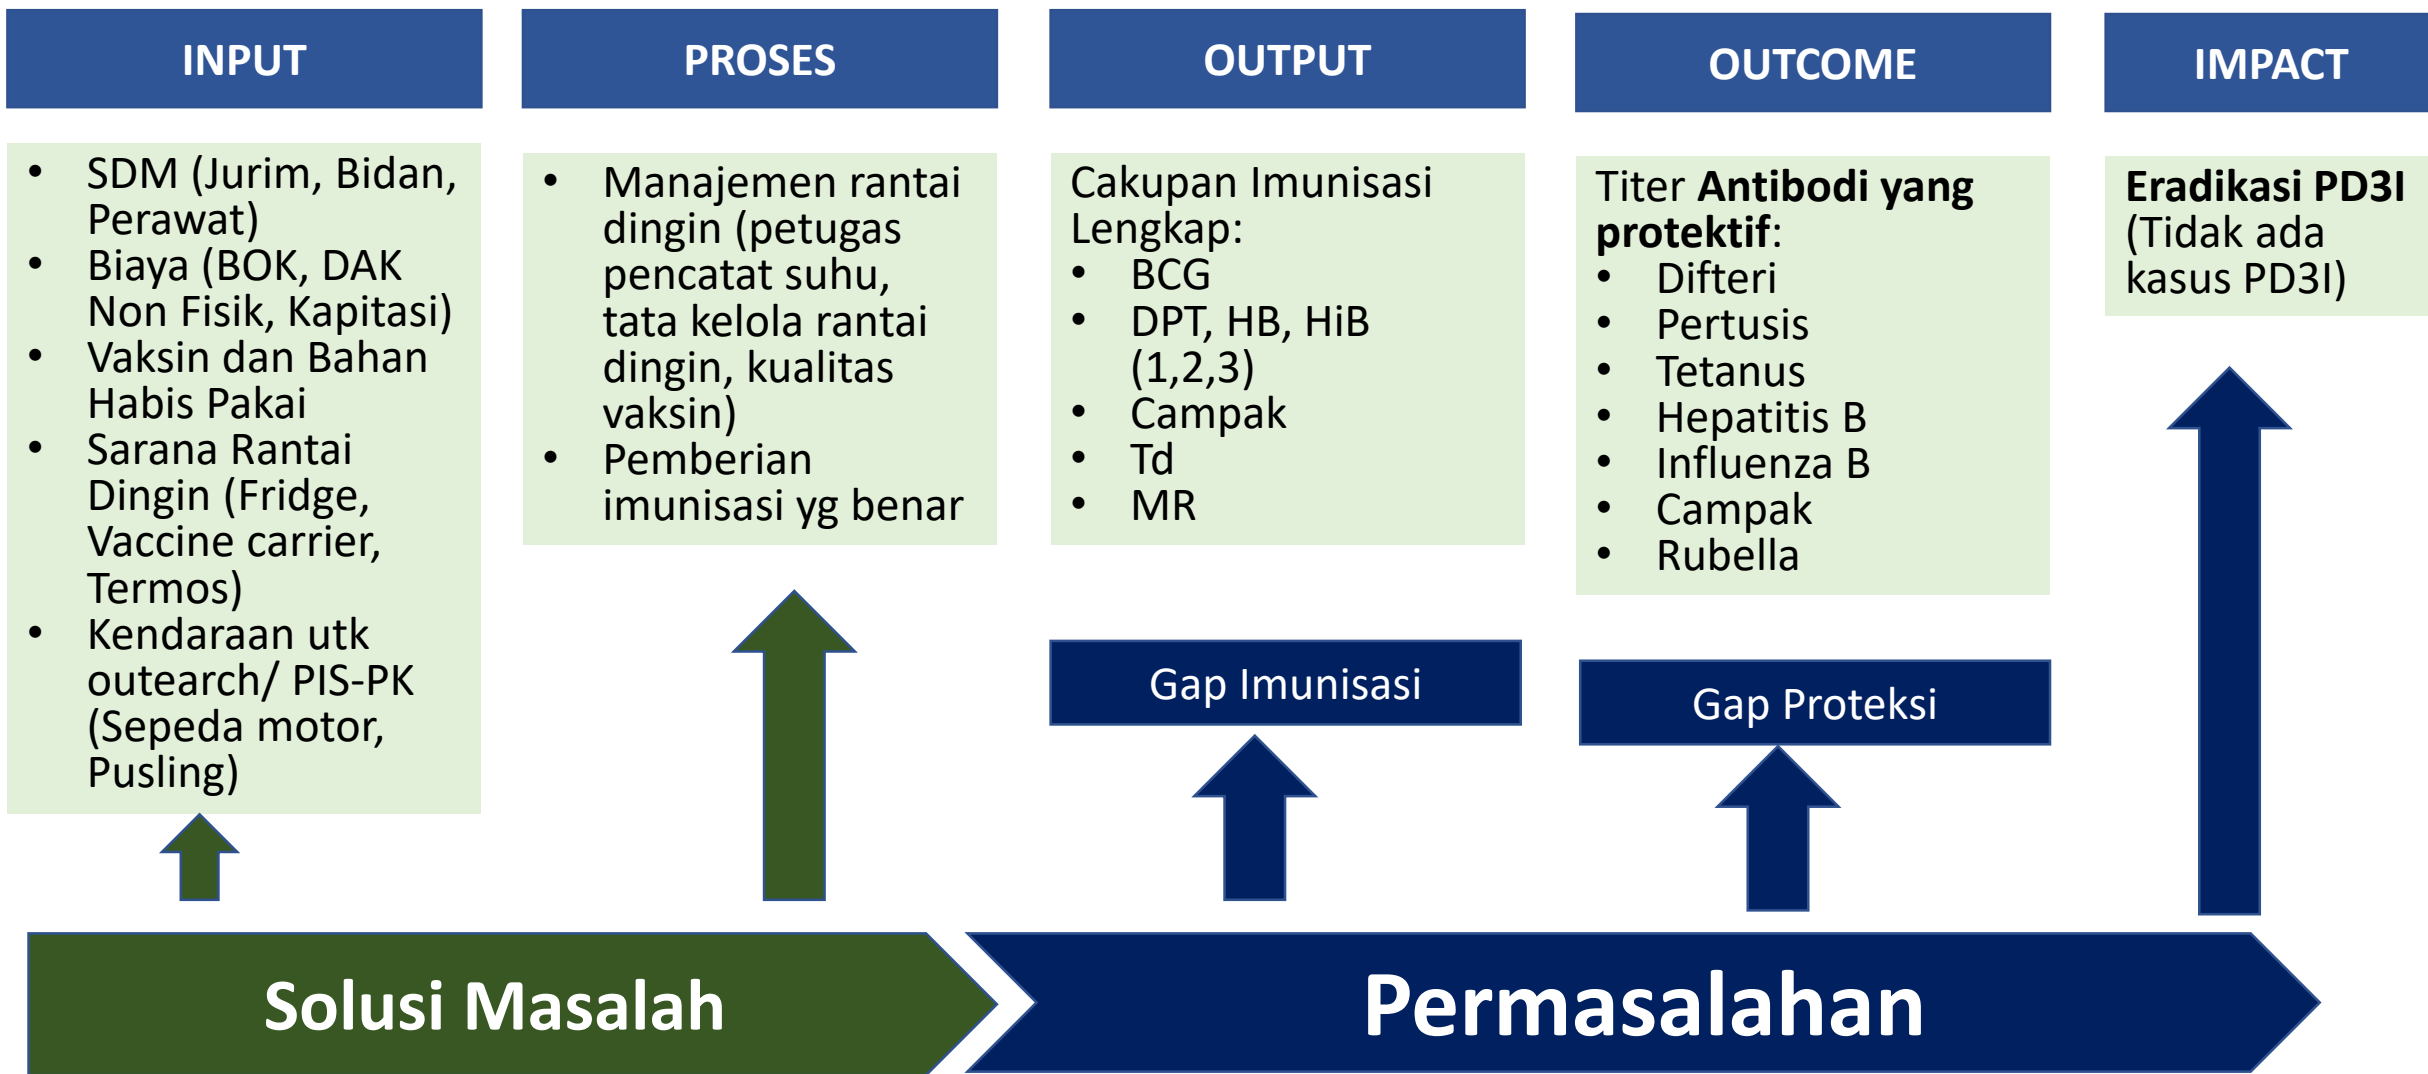 INPUT
PROSES
OUTPUT
OUTCOME
IMPACT
• SDM (Jurim, Bidan,
Perawat)
• Biaya (BOK, DAK
Non Fisik, Kapitasi)
• Vaksin dan Bahan
Habis Pakai
• Sarana Rantai
Dingin (Fridge,
Vaccine carrier,
Termos)
• Kendaraan utk
outearch/ PIS-PK
(Sepeda motor,
Pusling)
• Manajemen rantai
dingin (petugas
pencatat suhu,
tata kelola rantai
dingin, kualitas
vaksin)
• Pemberian
imunisasi yg benar
Cakupan Imunisasi
Lengkap:
• BCG
• DPT, HB, HiB
(1,2,3)
• Campak
• Td
• MR
Titer Antibodi yang
protektif:
• Difteri
• Pertusis
• Tetanus
• Hepatitis B
• Influenza B
• Campak
• Rubella
Eradikasi PD3I
(Tidak ada
kasus PD3I)
Gap Imunisasi
Gap Proteksi
Solusi Masalah
Permasalahan